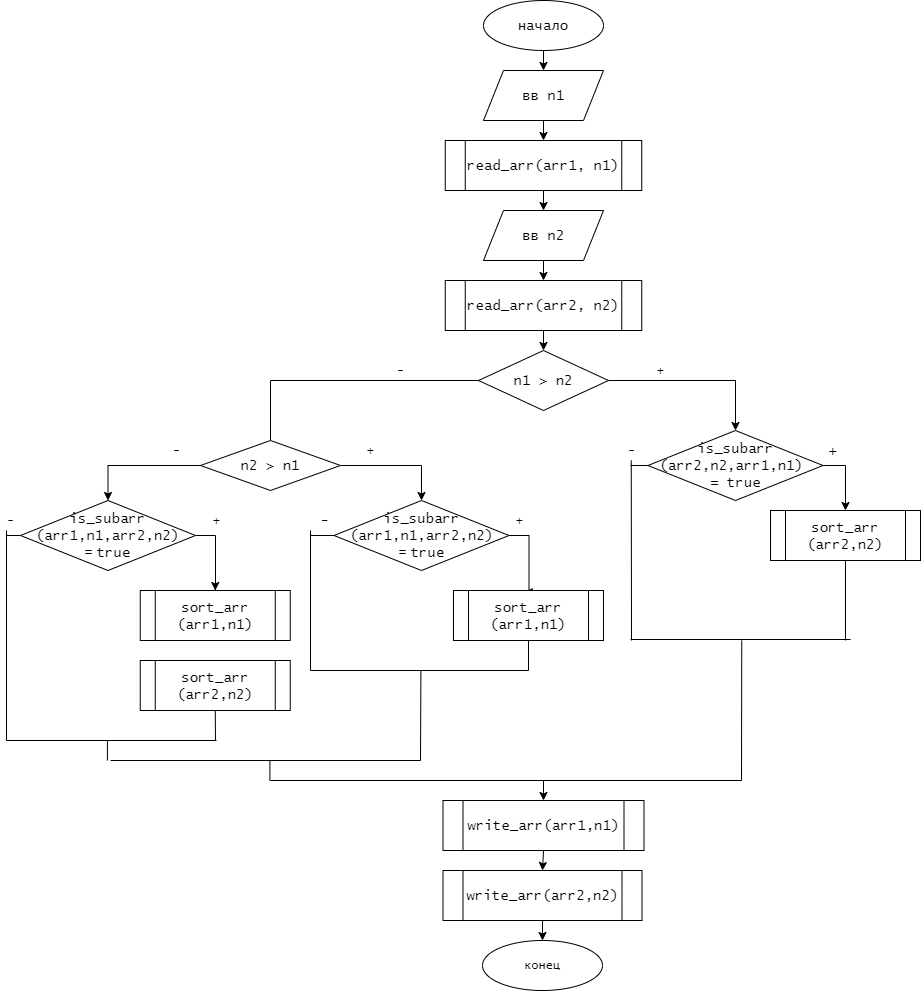 начало
вв n1
read_arr(arr1, n1)
вв n2
read_arr(arr2, n2)
n1 > n2
-
+
is_subarr
(arr2,n2,arr1,n1)
= true
-
+
sort_arr
(arr2,n2)
n2 > n1
-
+
is_subarr
(arr1,n1,arr2,n2)
= true
-
+
sort_arr
(arr1,n1)
sort_arr
(arr2,n2)
is_subarr
(arr1,n1,arr2,n2)
= true
-
+
sort_arr
(arr1,n1)
write_arr(arr1,n1)
write_arr(arr2,n2)
конец